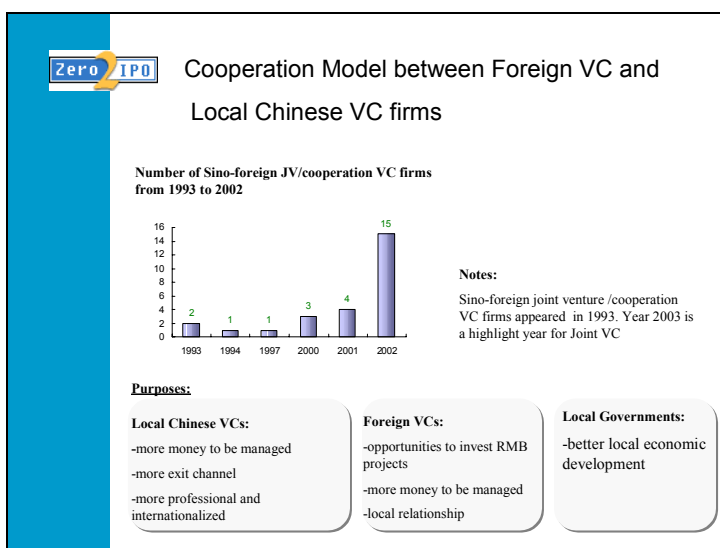 Zero2IPO
Cooperation Model between Foreign VC and
Local Chinese VC firms
Number of Sino-foreign JV/cooperation VC firms
from 1993 to 2002
16
14
12
10
8
6
4
2
0
2
1
1
3
4
15
1993 1994 1997 2000 2001 2002
Notes:
Sino-foreign joint venture /cooperation
VC firms appeared in 1993. Year 2003 is
a highlight year for Joint VC
Purposes:
Local Chinese VCs:
-more money to be managed
-more exit channel
-more professional and
internationalized
Foreign VCs:
-opportunities to invest RMB
projects
-more money to be managed
-local relationship
Local Governments:
-better local economic
development